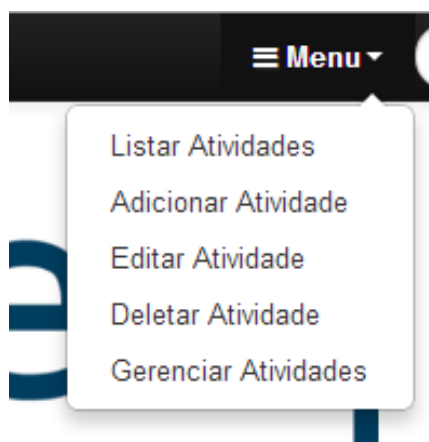 Menu
Listar Atividades
Adicionar Atividade
Editar Atividade
Deletar Atividade
Gerenciar Atividades